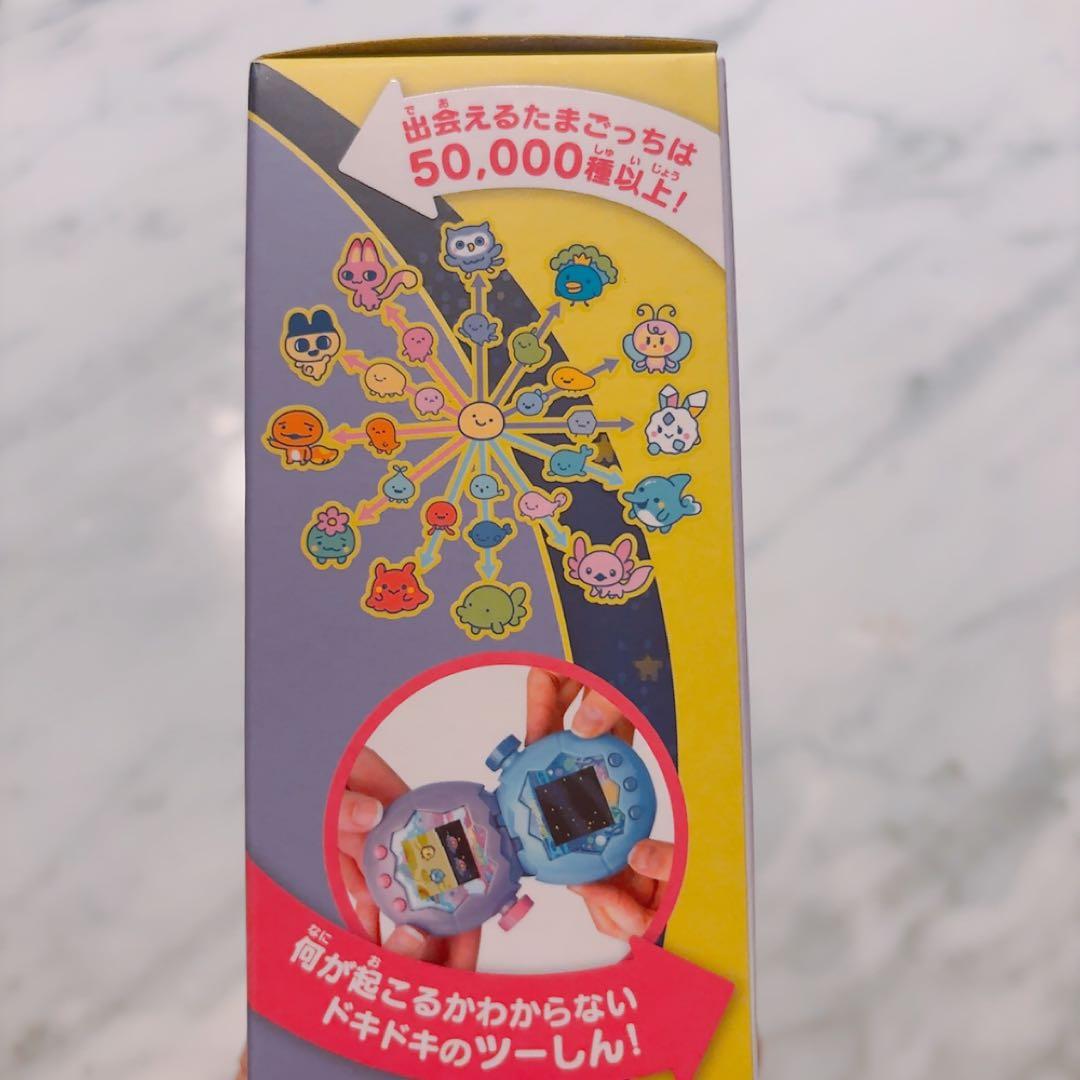 出会えるたまごっちは
50,000種以上!
何が起こるかわからない
ドキドキのツーしん!